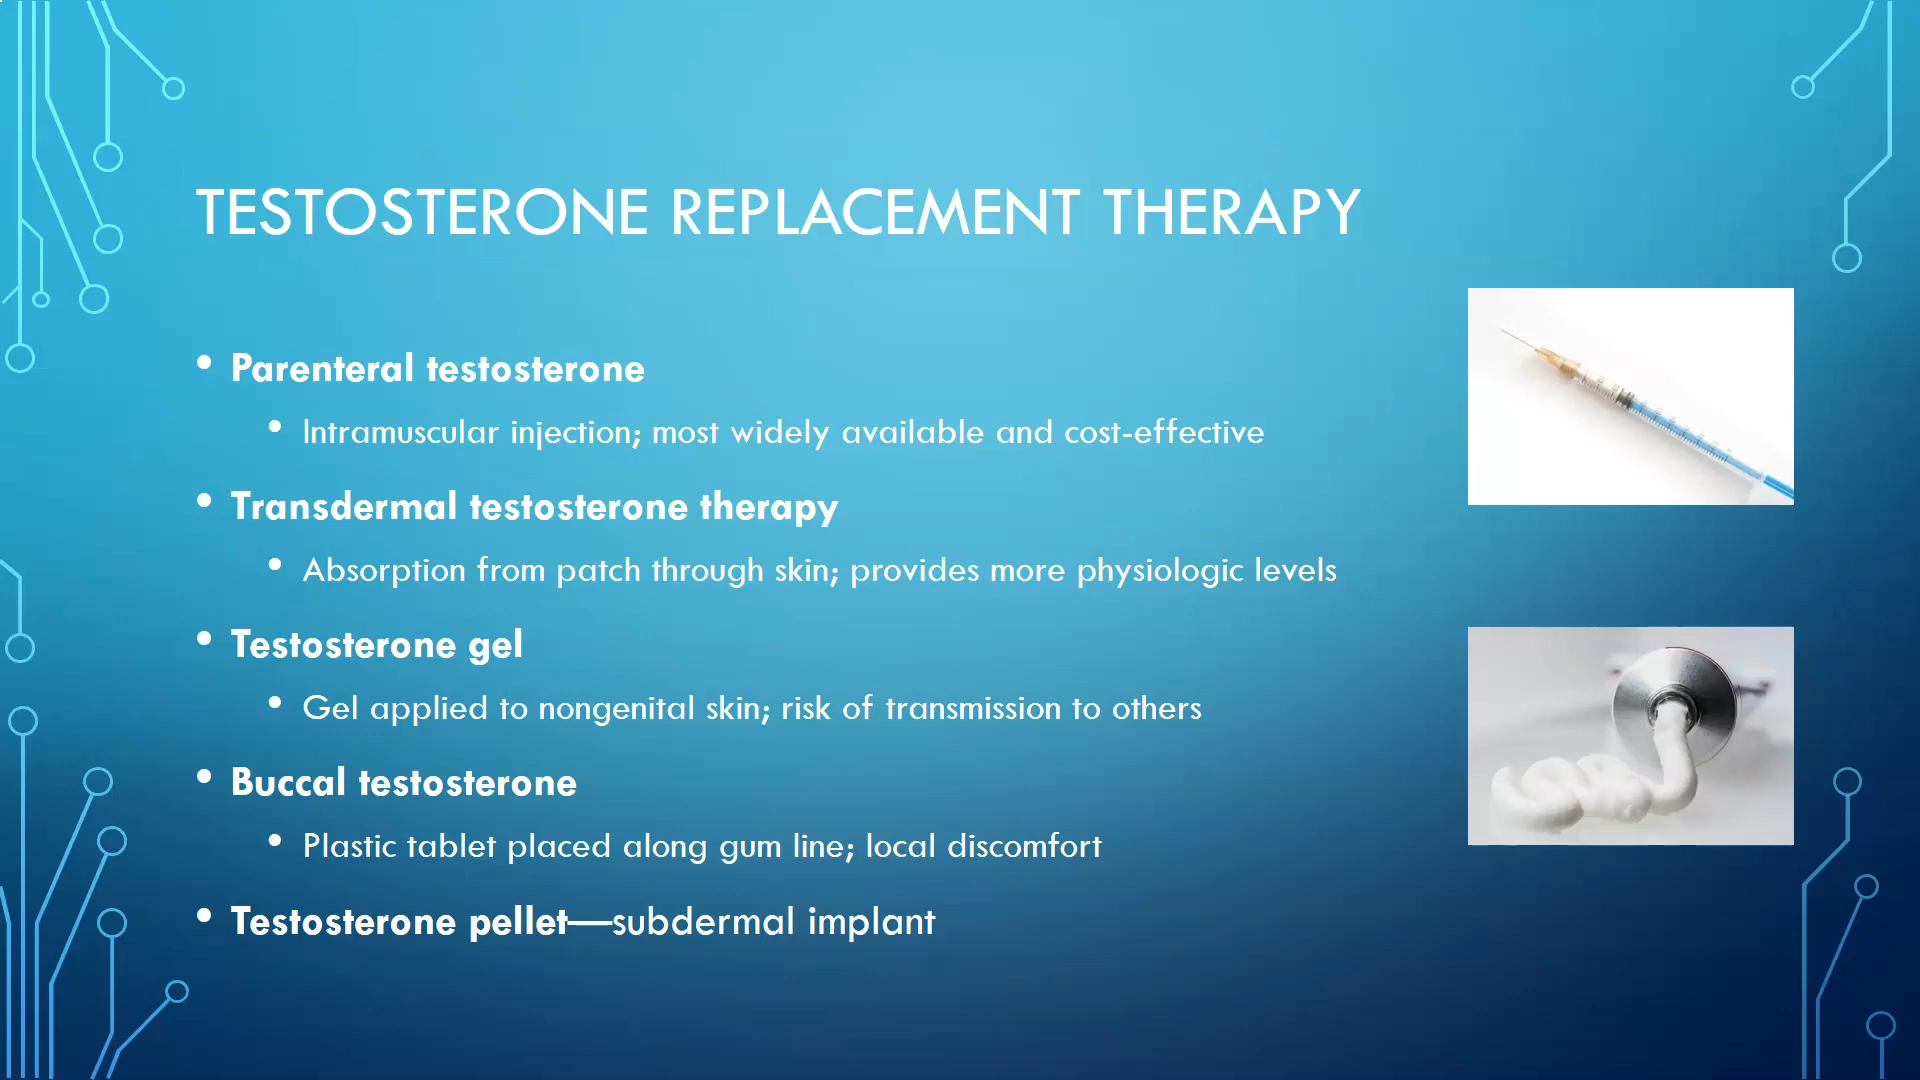 TESTOSTERONE REPLACEMENT THERAPY
• Parenteral testosterone
• Intramuscular injection; most widely available and cost-effective
• Transdermal testosterone therapy
• Absorption from patch through skin; provides more physiologic levels
• Testosterone gel
• Gel applied to nongenital skin; risk of transmission to others
• Buccal testosterone
• Plastic tablet placed along gum line; local discomfort
• Testosterone pellet—subdermal implant